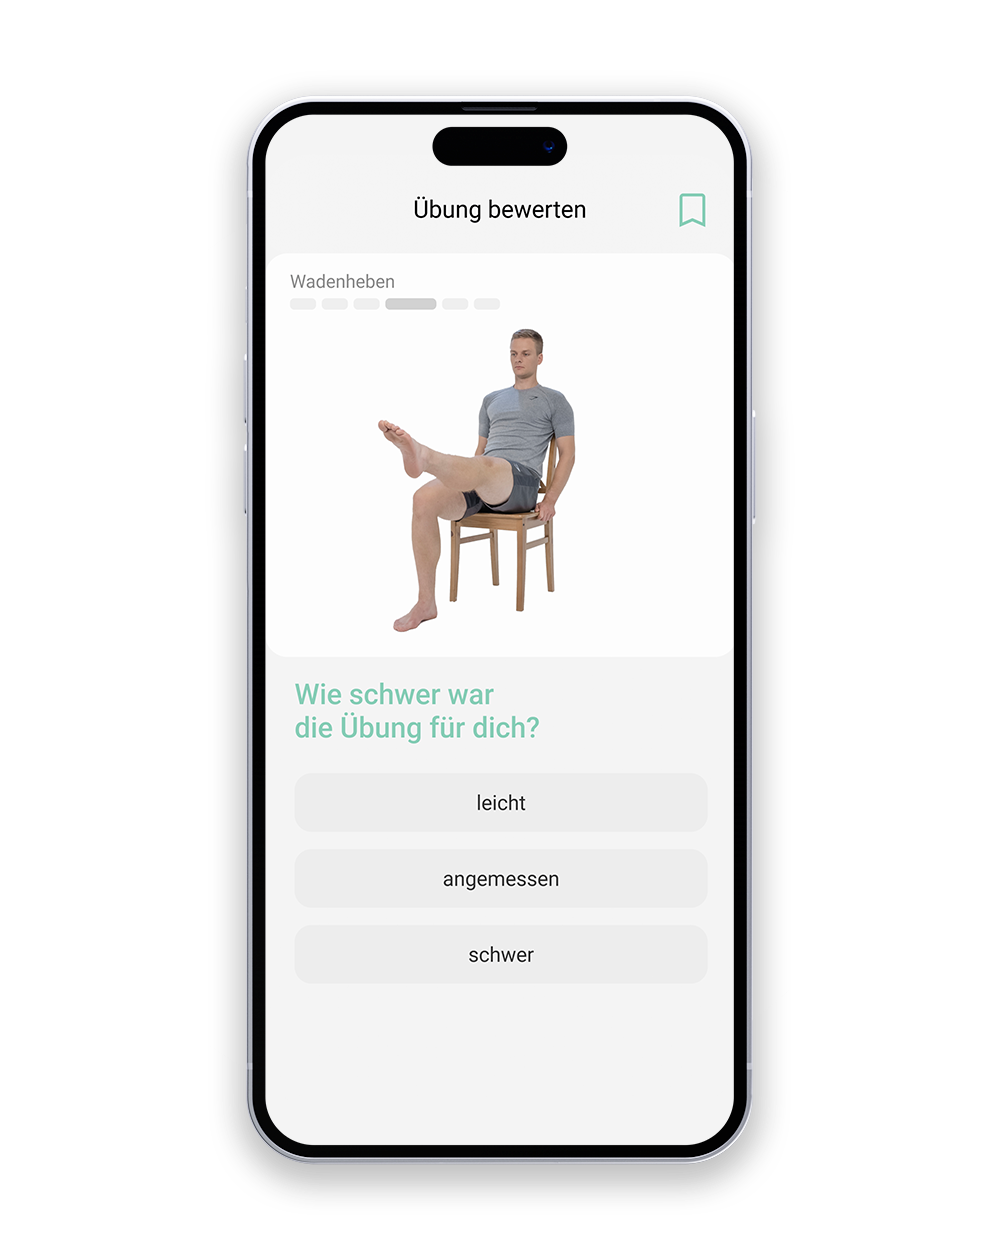 Übung bewerten
Wadenheben
Wie schwer war
die Übung für dich?
leicht
angemessen
schwer